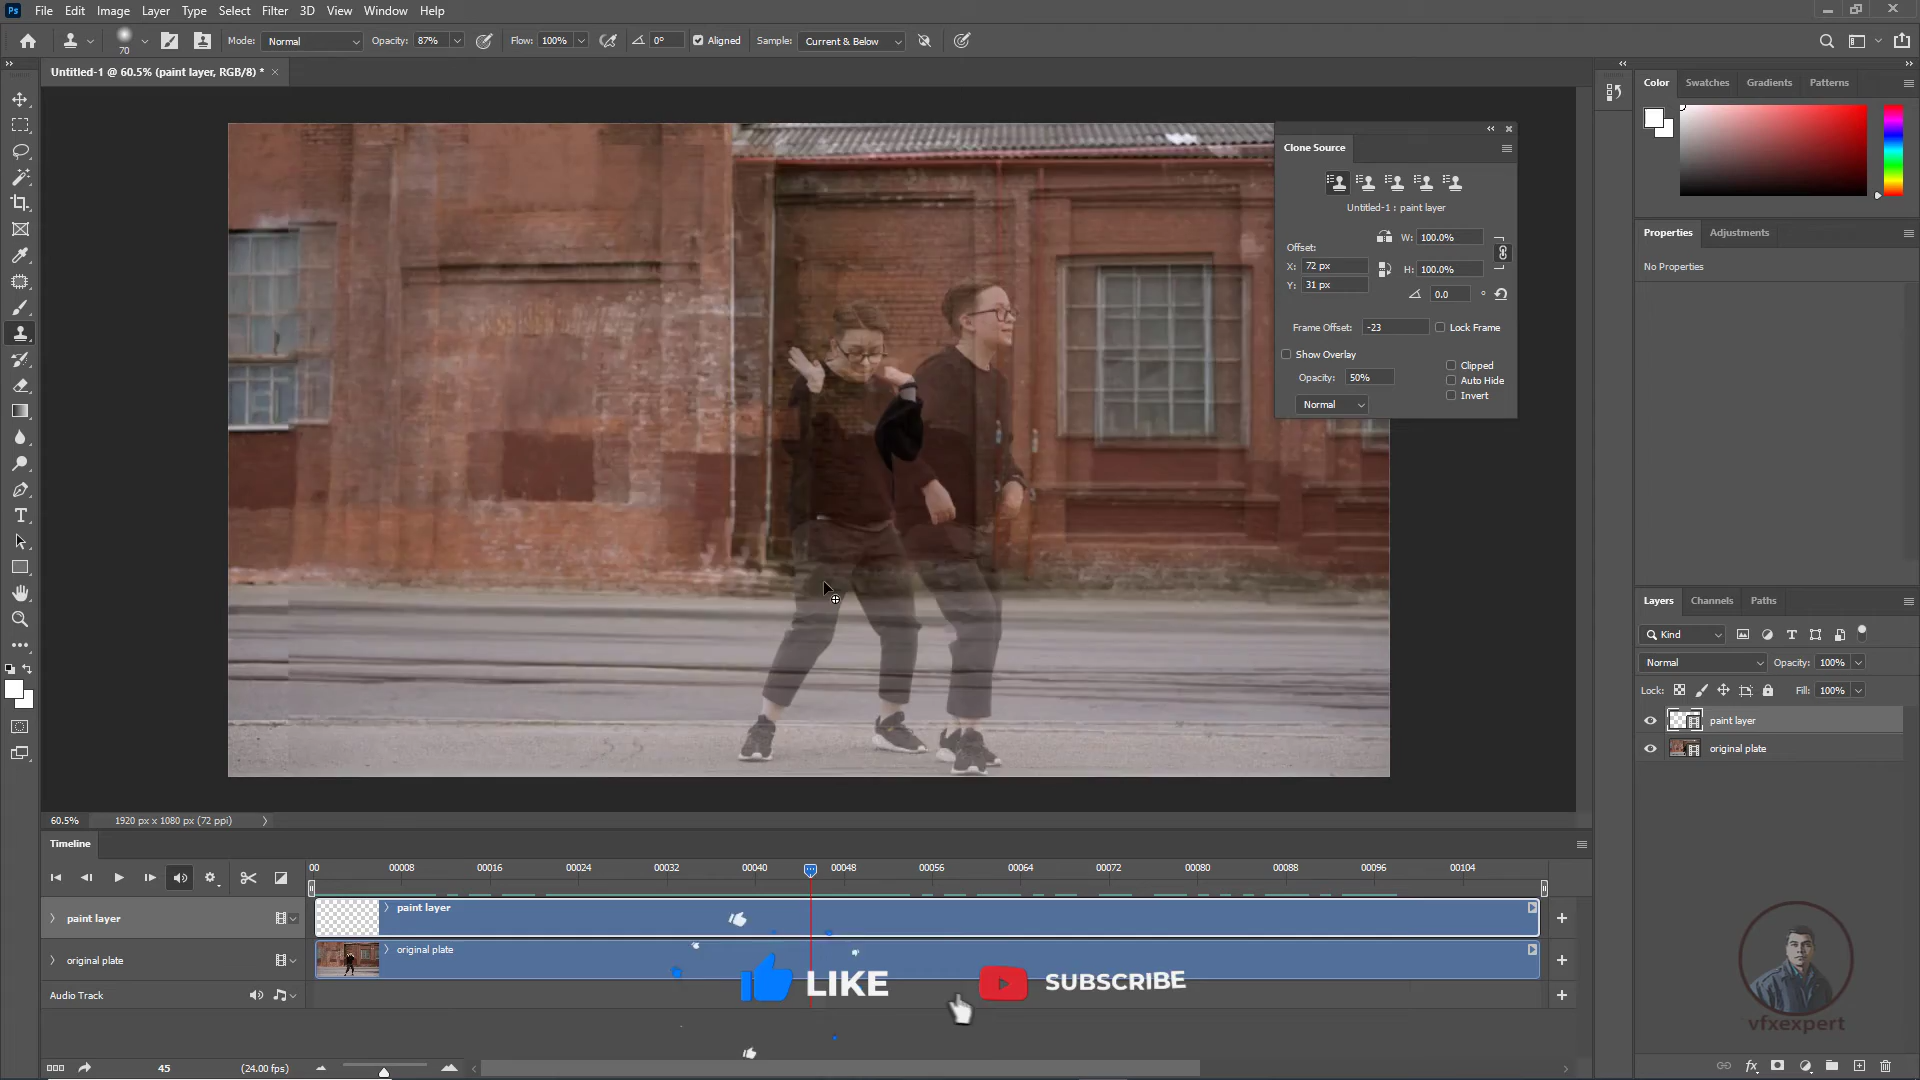 Ps File Edit Image Layer Type Select Filter 3D View Window Help
70 Mode: Normal Opacity: 87% Flow: 100% 0° Aligned Sample: Current & Below
Untitled-1 @ 60.5% (paint layer, RGB/8) *
Clone Source
Untitled-1 : paint layer
W: 100.0%
Offset:
X: 72 px
H: 100.0%
Y: 31 px
0.0 °
Frame Offset: -23 Lock Frame
Show Overlay
Clipped
Opacity: 50%
Auto Hide
Invert
Normal
Color Swatches Gradients Patterns
Properties Adjustments
No Properties
Layers Channels Paths
Kind
Normal Opacity: 100%
Lock: Fill: 100%
paint layer
original plate
60.5% 1920 px x 1080 px (72 ppi)
Timeline
00 00008 00016 00024 00032 00040 00048 00056 00064 00072 00080 00088 00096 00104
paint layer paint layer
original plate original plate
Audio Track
LIKE SUBSCRIBE
vfxexpert
45 (24.00 fps)